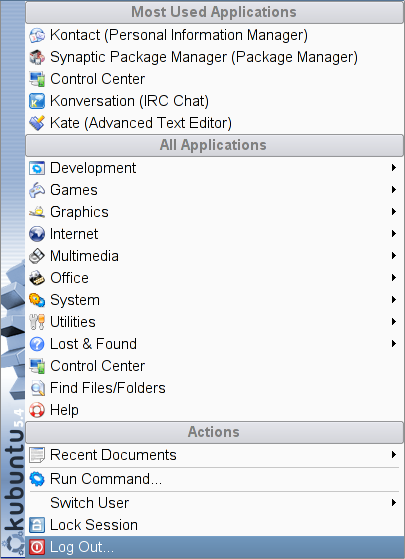 Most Used Applications
Kontact (Personal Information Manager)
Synaptic Package Manager (Package Manager)
Control Center
Konversation (IRC Chat)
Kate (Advanced Text Editor)
All Applications
Development
Games
Graphics
Internet
Multimedia
Office
System
Utilities
Lost & Found
Control Center
Find Files/Folders
Help
Actions
Recent Documents
Run Command...
Switch User
Lock Session
Log Out...
kubuntu 5.4